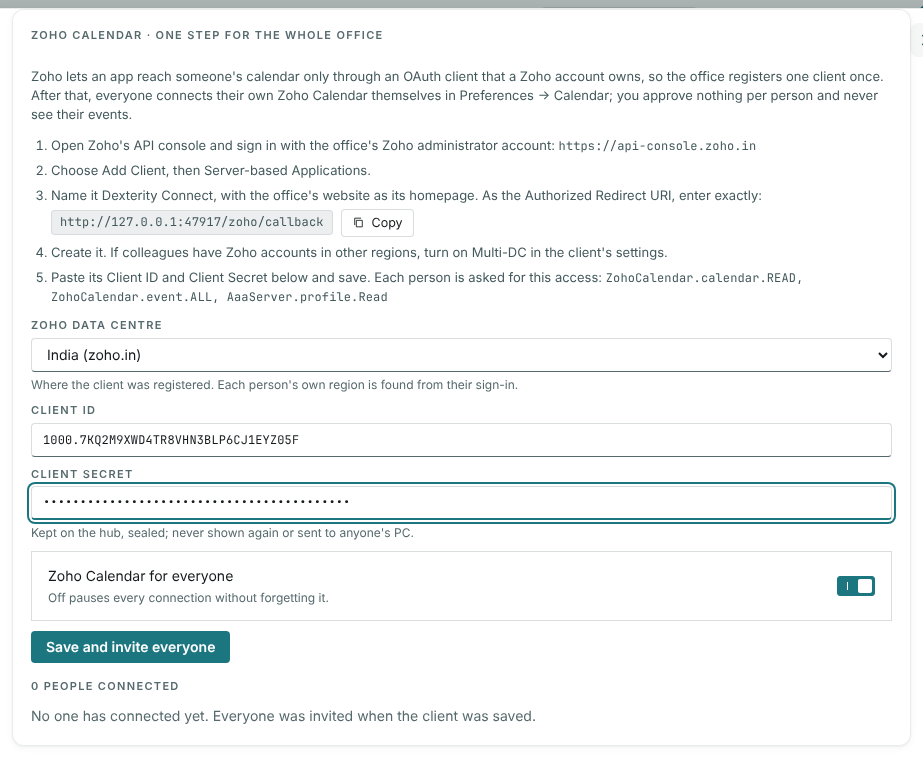 ZOHO CALENDAR · ONE STEP FOR THE WHOLE OFFICE
Zoho lets an app reach someone's calendar only through an OAuth client that a Zoho account owns, so the office registers one client once.
After that, everyone connects their own Zoho Calendar themselves in Preferences → Calendar; you approve nothing per person and never
see their events.
1. Open Zoho's API console and sign in with the office's Zoho administrator account: https://api-console.zoho.in
2. Choose Add Client, then Server-based Applications.
3. Name it Dexterity Connect, with the office's website as its homepage. As the Authorized Redirect URI, enter exactly:
http://127.0.0.1:47917/zoho/callback Copy
4. Create it. If colleagues have Zoho accounts in other regions, turn on Multi-DC in the client's settings.
5. Paste its Client ID and Client Secret below and save. Each person is asked for this access: ZohoCalendar.calendar.READ,
ZohoCalendar.event.ALL, AaaServer.profile.Read
ZOHO DATA CENTRE
India (zoho.in)
Where the client was registered. Each person's own region is found from their sign-in.
CLIENT ID
1000.7KQ2M9XWD4TR8VHN3BLP6CJ1EYZ05F
CLIENT SECRET
••••••••••••••••••••••••••••••••••••••••••
Kept on the hub, sealed; never shown again or sent to anyone's PC.
Zoho Calendar for everyone
Off pauses every connection without forgetting it.
Save and invite everyone
0 PEOPLE CONNECTED
No one has connected yet. Everyone was invited when the client was saved.